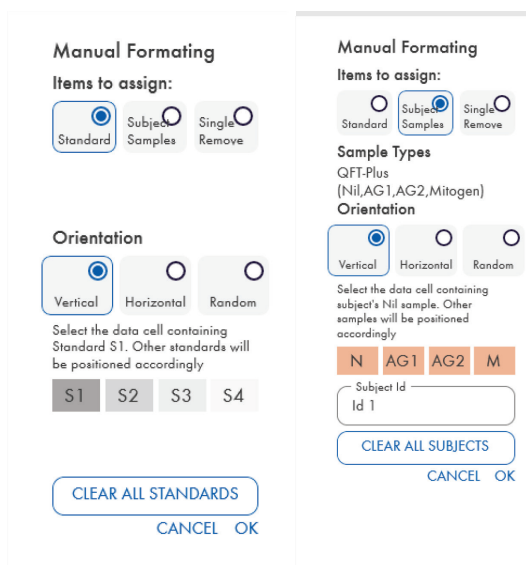 Manual Formating
Items to assign:
Standard
Subject Samples
Single Remove
Orientation
Vertical
Horizontal
Random
Select the data cell containing
Standard S1. Other standards will
be positioned accordingly
S1 S2 S3 S4
CLEAR ALL STANDARDS
CANCEL OK
Manual Formating
Items to assign:
Standard
Subject Samples
Single Remove
Sample Types
QFT-Plus
(Nil,AG1,AG2,Mitogen)
Orientation
Vertical
Horizontal
Random
Select the data cell containing
subject's Nil sample. Other
samples will be positioned
accordingly
N AG1 AG2 M
Subject Id
Id 1
CLEAR ALL SUBJECTS
CANCEL OK